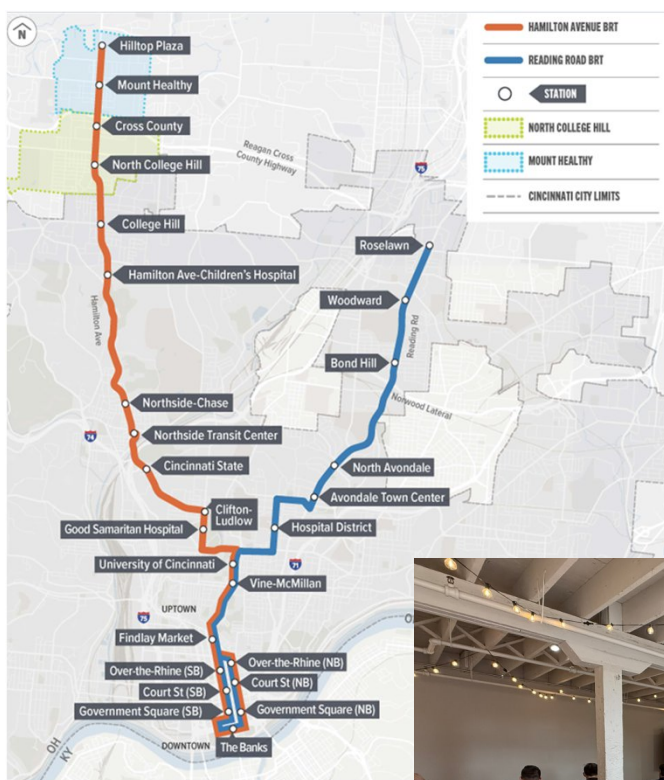 N
HAMILTON AVENUE BRT
READING ROAD BRT
STATION
NORTH COLLEGE HILL
MOUNT HEALTHY
CINCINNATI CITY LIMITS
Hilltop Plaza
Mount Healthy
Cross County
North College Hill
Reagan Cross
County Highway
75
College Hill
Roselawn
Hamilton Ave-Children's Hospital
Woodward
Hamilton Ave
Reading Rd
Bond Hill
Norwood Lateral
Northside-Chase
74
Northside Transit Center
Cincinnati State
North Avondale
Avondale Town Center
Clifton-
Ludlow
Good Samaritan Hospital
Hospital District
University of Cincinnati
71
Vine-McMillan
UPTOWN
75
Findlay Market
Over-the-Rhine (SB)
Over-the-Rhine (NB)
Court St (SB)
Court St (NB)
Government Square (SB)
Government Square (NB)
The Banks
DOWNTOWN
OH
KY